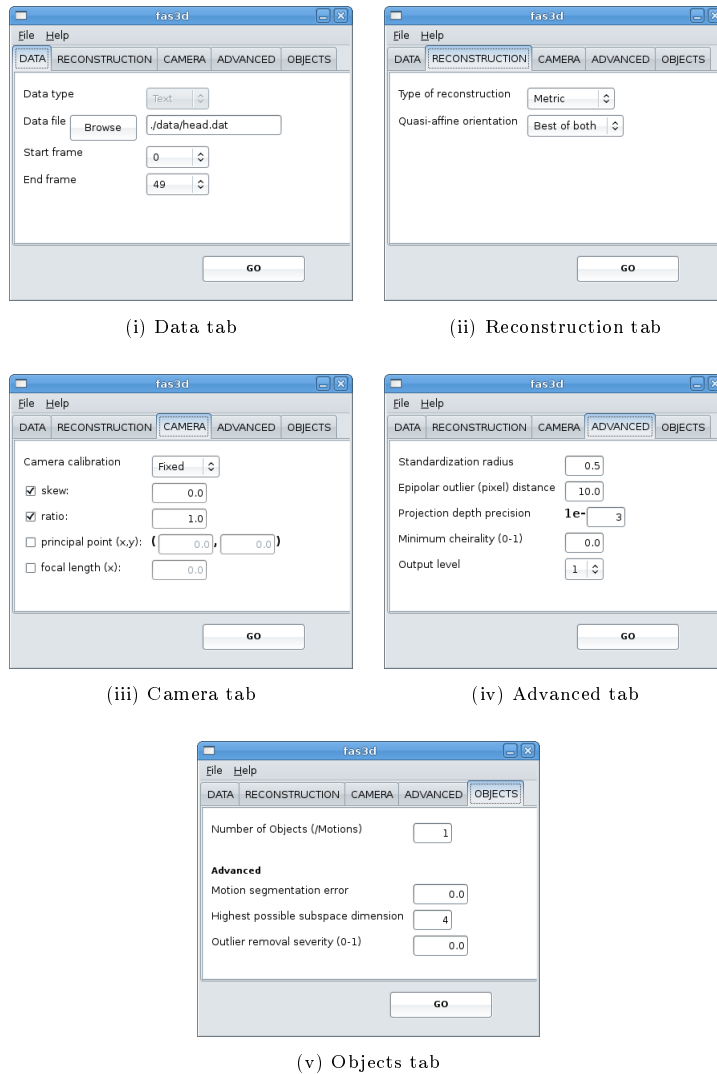 fas3d
File Help
DATA RECONSTRUCTION CAMERA ADVANCED OBJECTS
Data type Text
Data file Browse ./data/head.dat
Start frame 0
End frame 49
GO
(i) Data tab
fas3d
File Help
DATA RECONSTRUCTION CAMERA ADVANCED OBJECTS
Type of reconstruction Metric
Quasi-affine orientation Best of both
GO
(ii) Reconstruction tab
fas3d
File Help
DATA RECONSTRUCTION CAMERA ADVANCED OBJECTS
Camera calibration Fixed
skew: 0.0
ratio: 1.0
principal point (x,y): ( 0.0 , 0.0 )
focal length (x): 0.0
GO
(iii) Camera tab
fas3d
File Help
DATA RECONSTRUCTION CAMERA ADVANCED OBJECTS
Standardization radius 0.5
Epipolar outlier (pixel) distance 10.0
Projection depth precision 1e- 3
Minimum cheirality (0-1) 0.0
Output level 1
GO
(iv) Advanced tab
fas3d
File Help
DATA RECONSTRUCTION CAMERA ADVANCED OBJECTS
Number of Objects (/Motions) 1
Advanced
Motion segmentation error 0.0
Highest possible subspace dimension 4
Outlier removal severity (0-1) 0.0
GO
(v) Objects tab